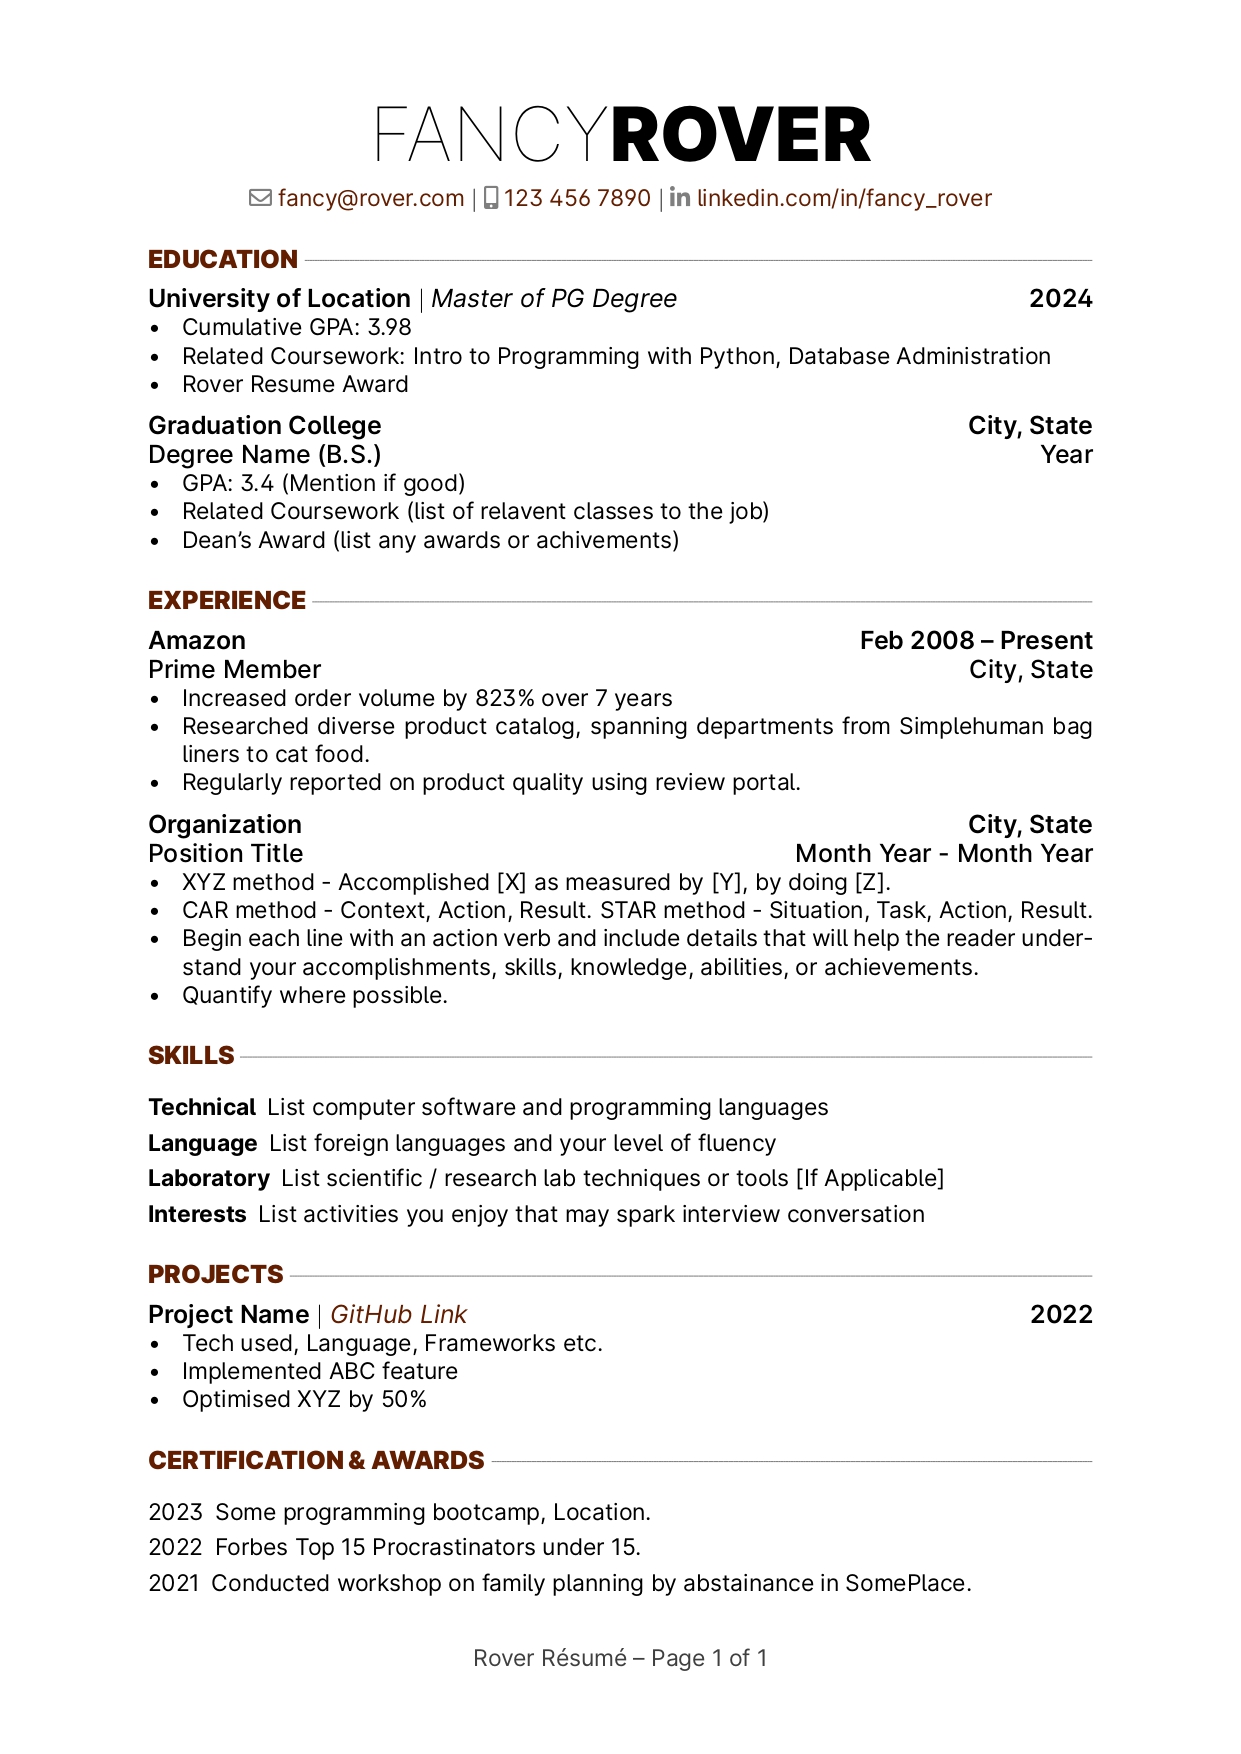 FANCYROVER
fancy@rover.com | 123 456 7890 | linkedin.com/in/fancy_rover
EDUCATION
University of Location | Master of PG Degree 2024
• Cumulative GPA: 3.98
• Related Coursework: Intro to Programming with Python, Database Administration
• Rover Resume Award
Graduation College City, State
Degree Name (B.S.) Year
• GPA: 3.4 (Mention if good)
• Related Coursework (list of relavent classes to the job)
• Dean’s Award (list any awards or achivements)
EXPERIENCE
Amazon Feb 2008 – Present
Prime Member City, State
• Increased order volume by 823% over 7 years
• Researched diverse product catalog, spanning departments from Simplehuman bag
liners to cat food.
• Regularly reported on product quality using review portal.
Organization City, State
Position Title Month Year - Month Year
• XYZ method - Accomplished [X] as measured by [Y], by doing [Z].
• CAR method - Context, Action, Result. STAR method - Situation, Task, Action, Result.
• Begin each line with an action verb and include details that will help the reader under-
stand your accomplishments, skills, knowledge, abilities, or achievements.
• Quantify where possible.
SKILLS
Technical List computer software and programming languages
Language List foreign languages and your level of fluency
Laboratory List scientific / research lab techniques or tools [If Applicable]
Interests List activities you enjoy that may spark interview conversation
PROJECTS
Project Name | GitHub Link 2022
• Tech used, Language, Frameworks etc.
• Implemented ABC feature
• Optimised XYZ by 50%
CERTIFICATION & AWARDS
2023 Some programming bootcamp, Location.
2022 Forbes Top 15 Procrastinators under 15.
2021 Conducted workshop on family planning by abstainance in SomePlace.
Rover Résumé – Page 1 of 1